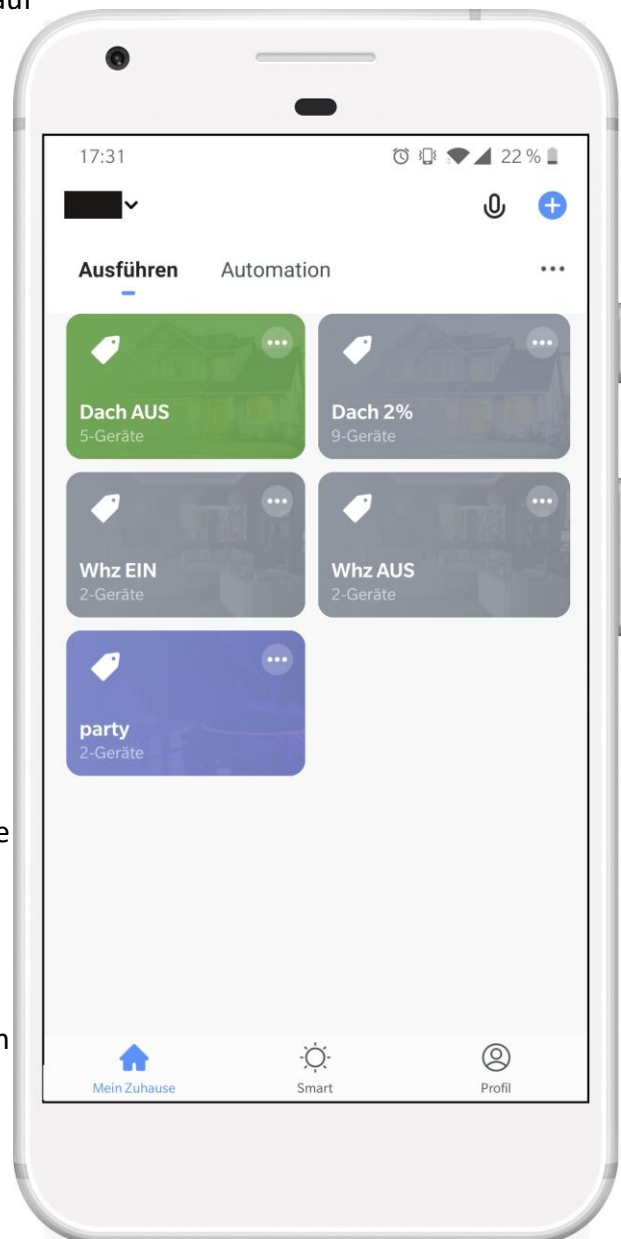 auf
17:31
22 %
Ausführen
Automation
Dach AUS
5-Geräte
Dach 2%
9-Geräte
Whz EIN
2-Geräte
Whz AUS
2-Geräte
party
2-Geräte
Mein Zuhause
Smart
Profil